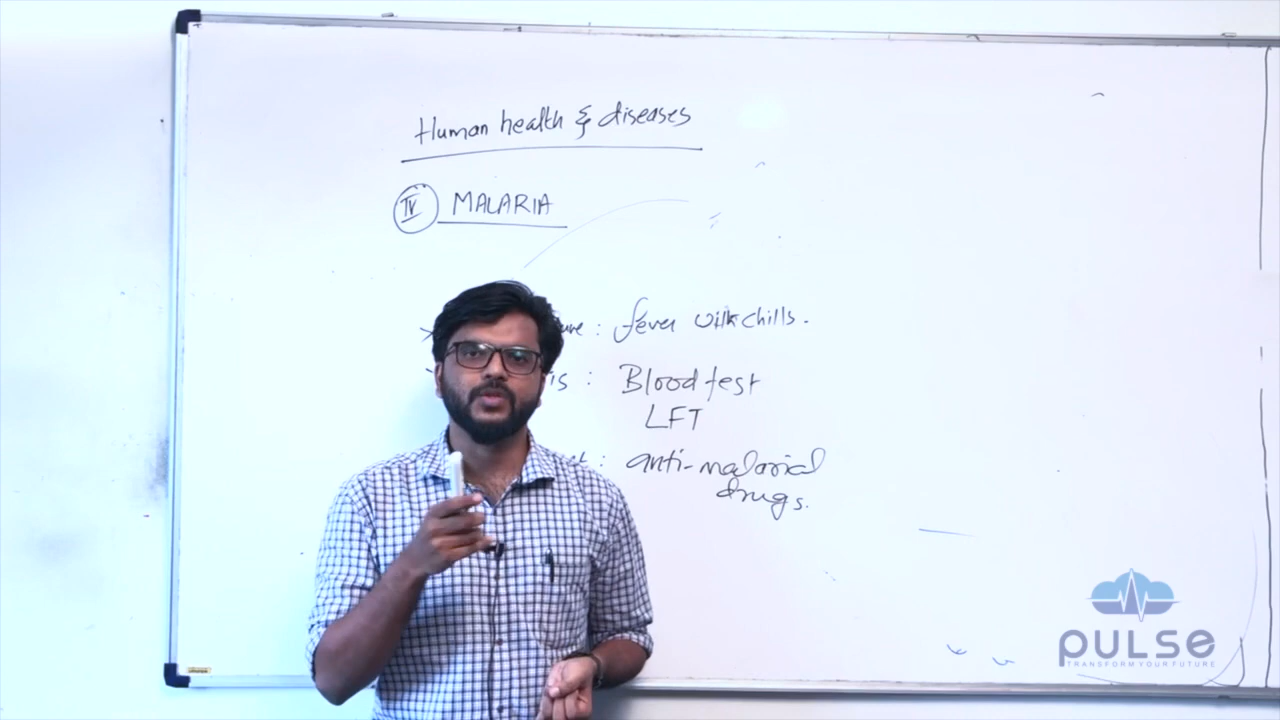 Human health & diseases
IV MALARIA
: fever with chills.
: Blood test
LFT
: anti-malarial
drugs.
pulse
TRANSFORM YOUR FUTURE